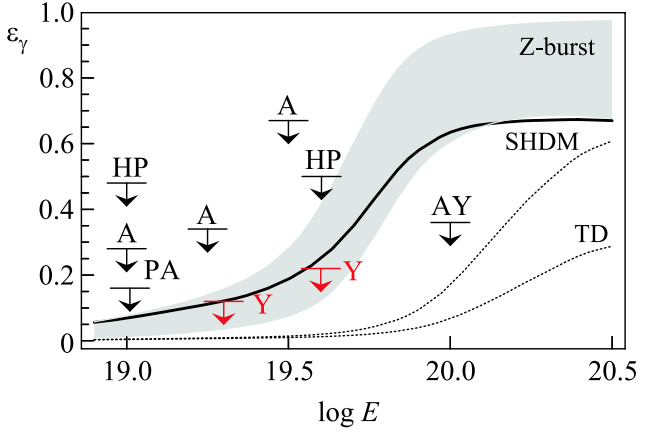 εγ
1.0
0.8
0.6
0.4
0.2
0
Z-burst
A
SHDM
HP
HP
A
AY
A
TD
PA
Y
Y
19.0
19.5
20.0
20.5
log E